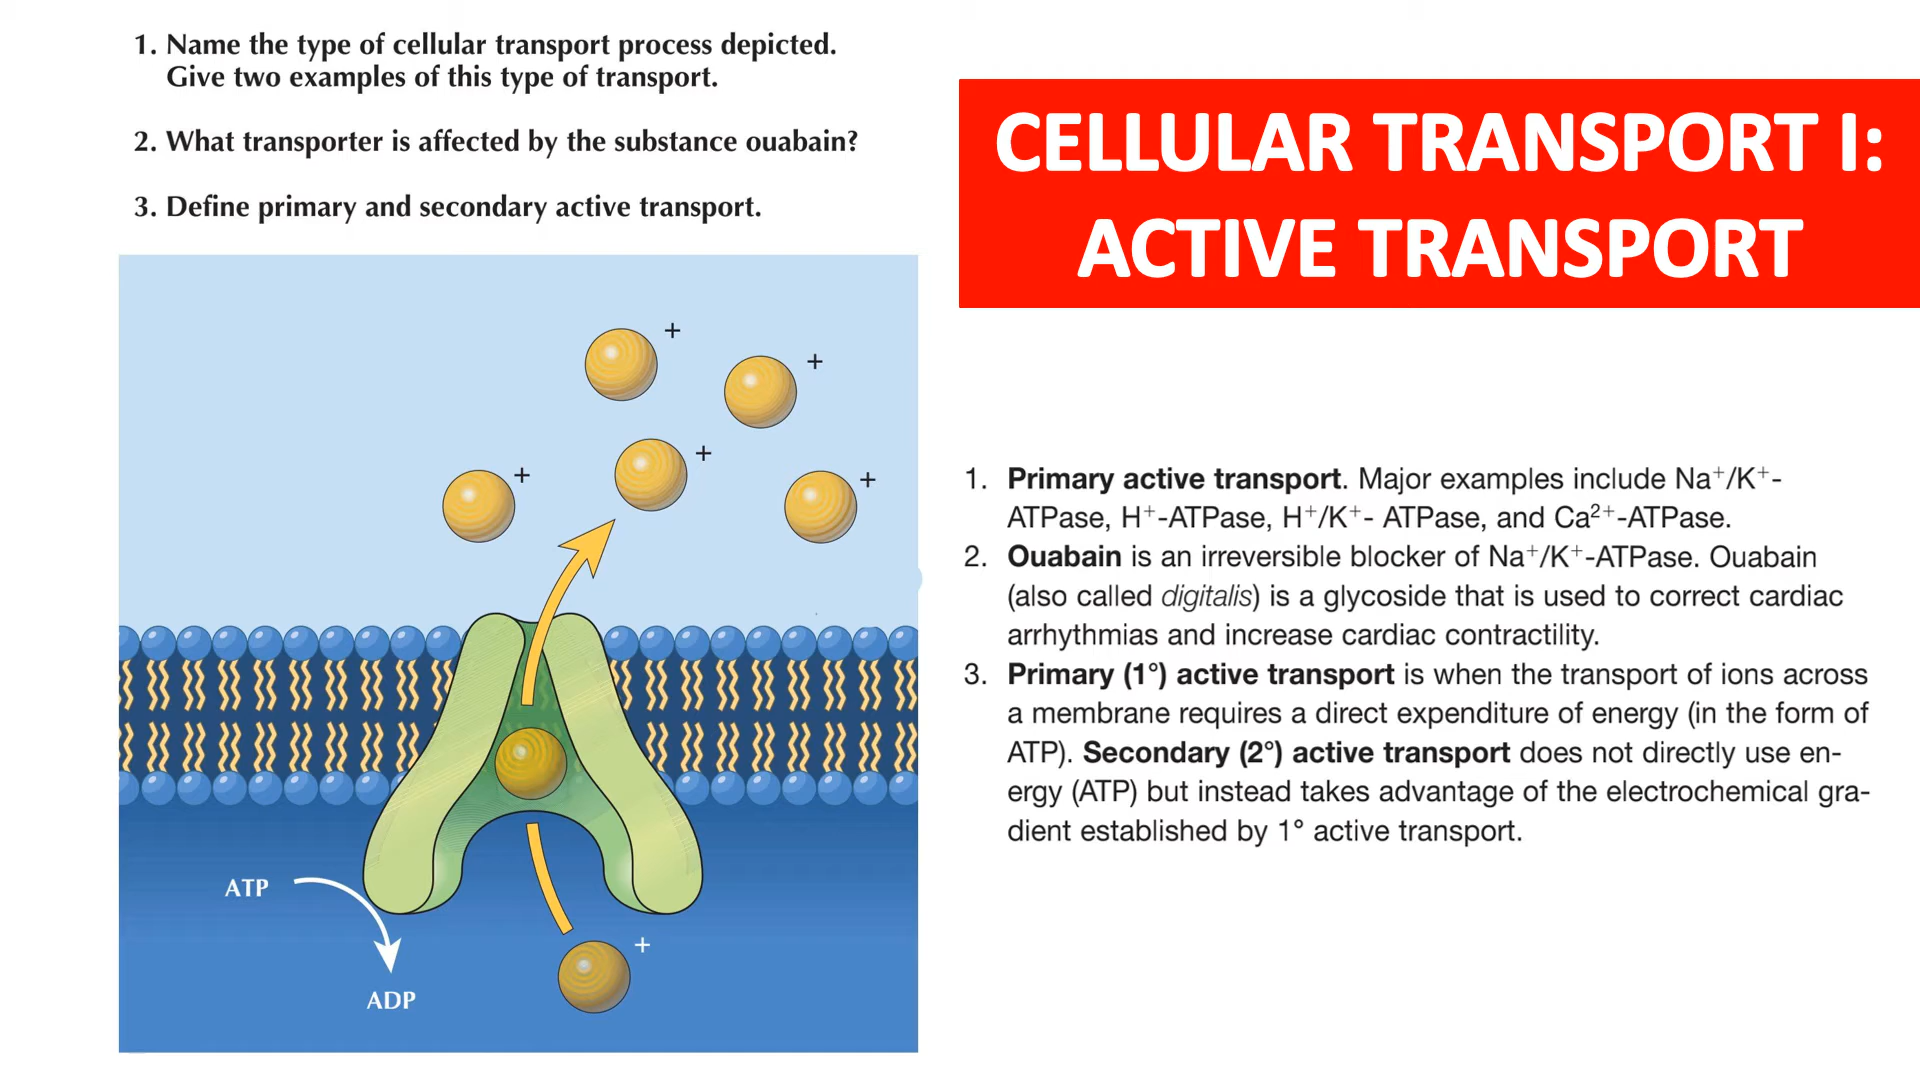 1. Name the type of cellular transport process depicted.
Give two examples of this type of transport.
2. What transporter is affected by the substance ouabain?
3. Define primary and secondary active transport.
+
+
+
+
+
ATP
ADP
+
CELLULAR TRANSPORT I:
ACTIVE TRANSPORT
1. Primary active transport. Major examples include Na⁺/K⁺-
ATPase, H⁺-ATPase, H⁺/K⁺- ATPase, and Ca²⁺-ATPase.
2. Ouabain is an irreversible blocker of Na⁺/K⁺-ATPase. Ouabain
(also called digitalis) is a glycoside that is used to correct cardiac
arrhythmias and increase cardiac contractility.
3. Primary (1°) active transport is when the transport of ions across
a membrane requires a direct expenditure of energy (in the form of
ATP). Secondary (2°) active transport does not directly use en-
ergy (ATP) but instead takes advantage of the electrochemical gra-
dient established by 1° active transport.